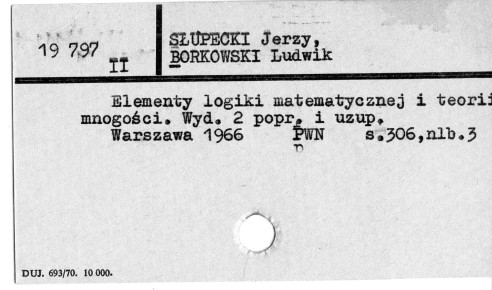 19 797
II
SŁUPECKI Jerzy,
BORKOWSKI Ludwik
Elementy logiki matematycznej i teorii
mnogości. Wyd. 2 popr. i uzup.
Warszawa 1966 PWN s.306,nlb.3
DUJ. 693/70. 10 000.